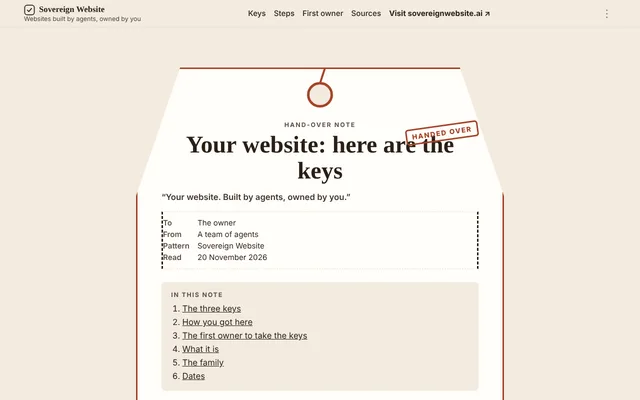 Sovereign Website
Websites built by agents, owned by you
Keys Steps First owner Sources Visit sovereignwebsite.ai ↗
HAND-OVER NOTE
HANDED OVER
Your website: here are the
keys
“Your website. Built by agents, owned by you.”
To The owner
From A team of agents
Pattern Sovereign Website
Read 20 November 2026
IN THIS NOTE
1. The three keys
2. How you got here
3. The first owner to take the keys
4. What it is
5. The family
6. Dates